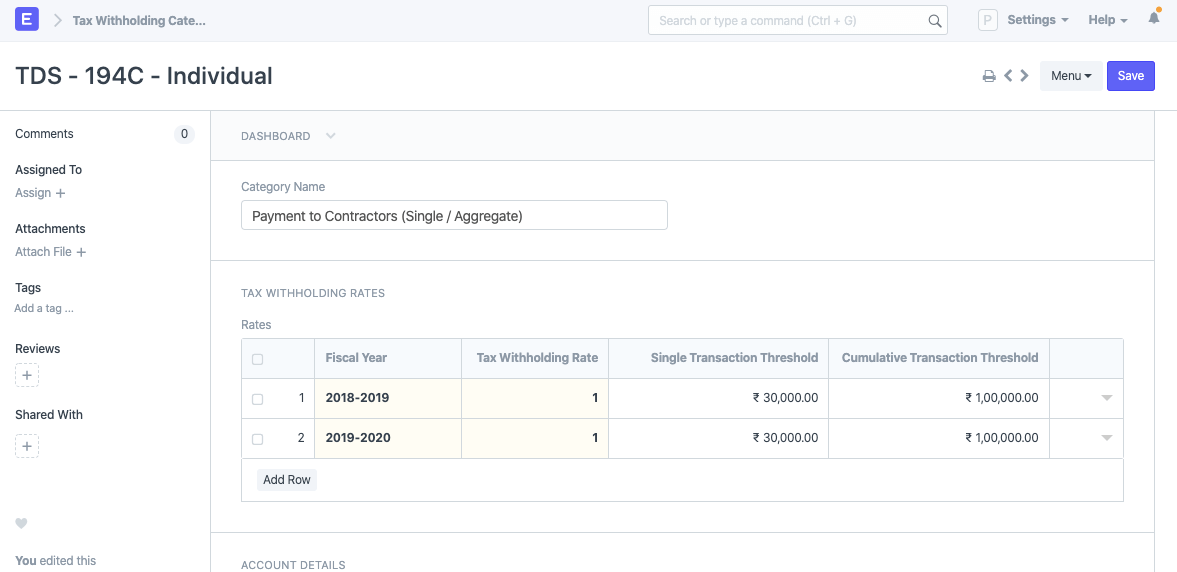 E Tax Withholding Cate... Search or type a command (Ctrl + G) P Settings Help
TDS - 194C - Individual Menu Save
Comments 0
Assigned To
Assign +
Attachments
Attach File +
Tags
Add a tag ...
Reviews
+
Shared With
+
You edited this
DASHBOARD
Category Name
Payment to Contractors (Single / Aggregate)
TAX WITHHOLDING RATES
Rates
Fiscal Year Tax Withholding Rate Single Transaction Threshold Cumulative Transaction Threshold
1 2018-2019 1 ₹ 30,000.00 ₹ 1,00,000.00
2 2019-2020 1 ₹ 30,000.00 ₹ 1,00,000.00
Add Row
ACCOUNT DETAILS